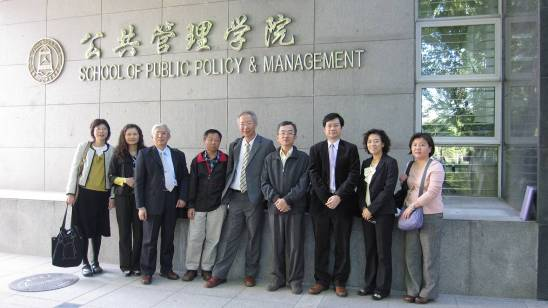 公共管理学院
SCHOOL OF PUBLIC POLICY & MANAGEMENT